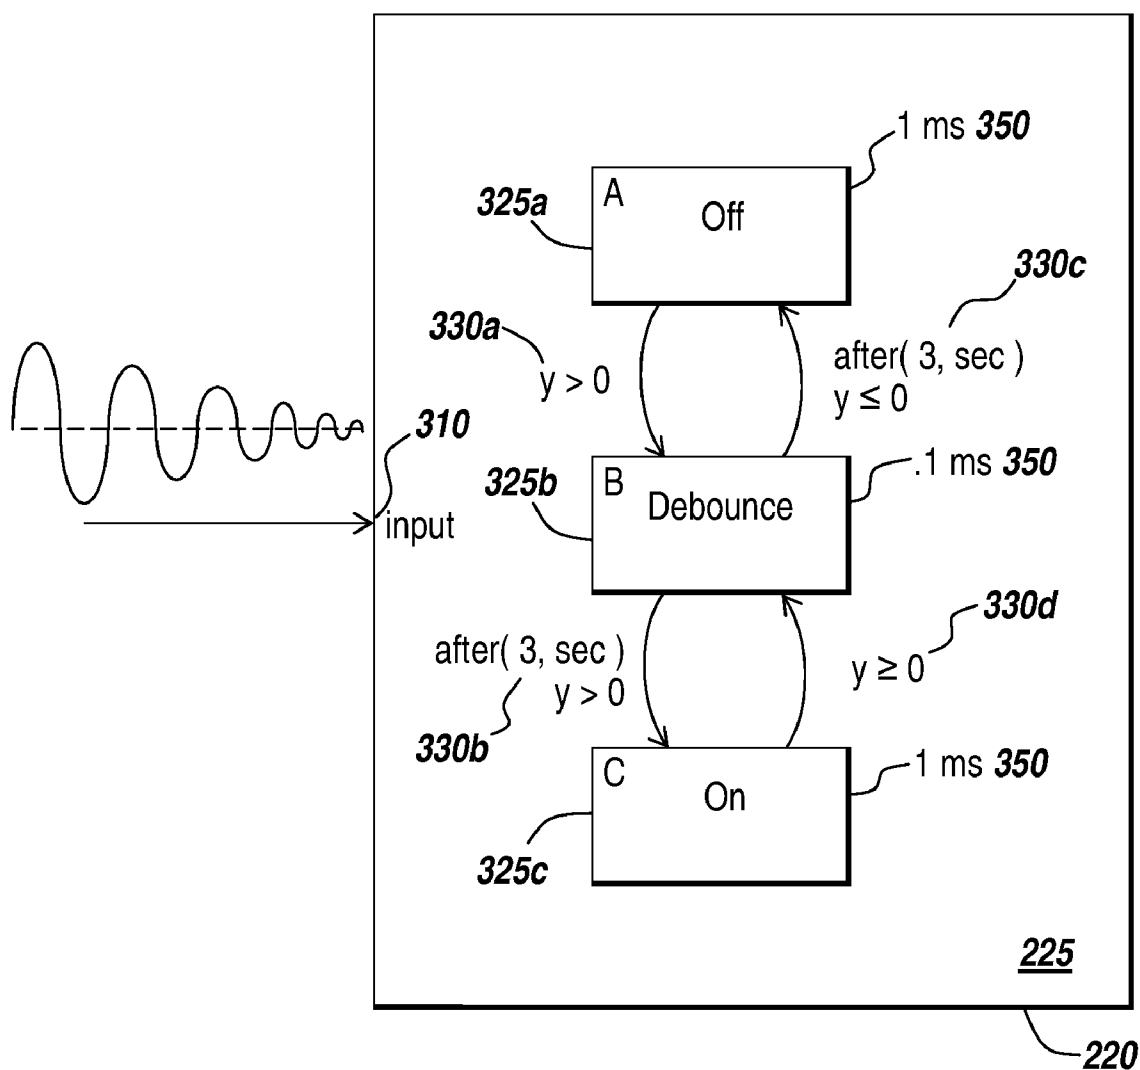 1 ms 350
A
Off
325a
330c
330a
after( 3, sec )
y > 0
y ≤ 0
310
input
325b
B
Debounce
.1 ms 350
330d
after( 3, sec )
y > 0
y ≥ 0
330b
C
On
1 ms 350
325c
225
220